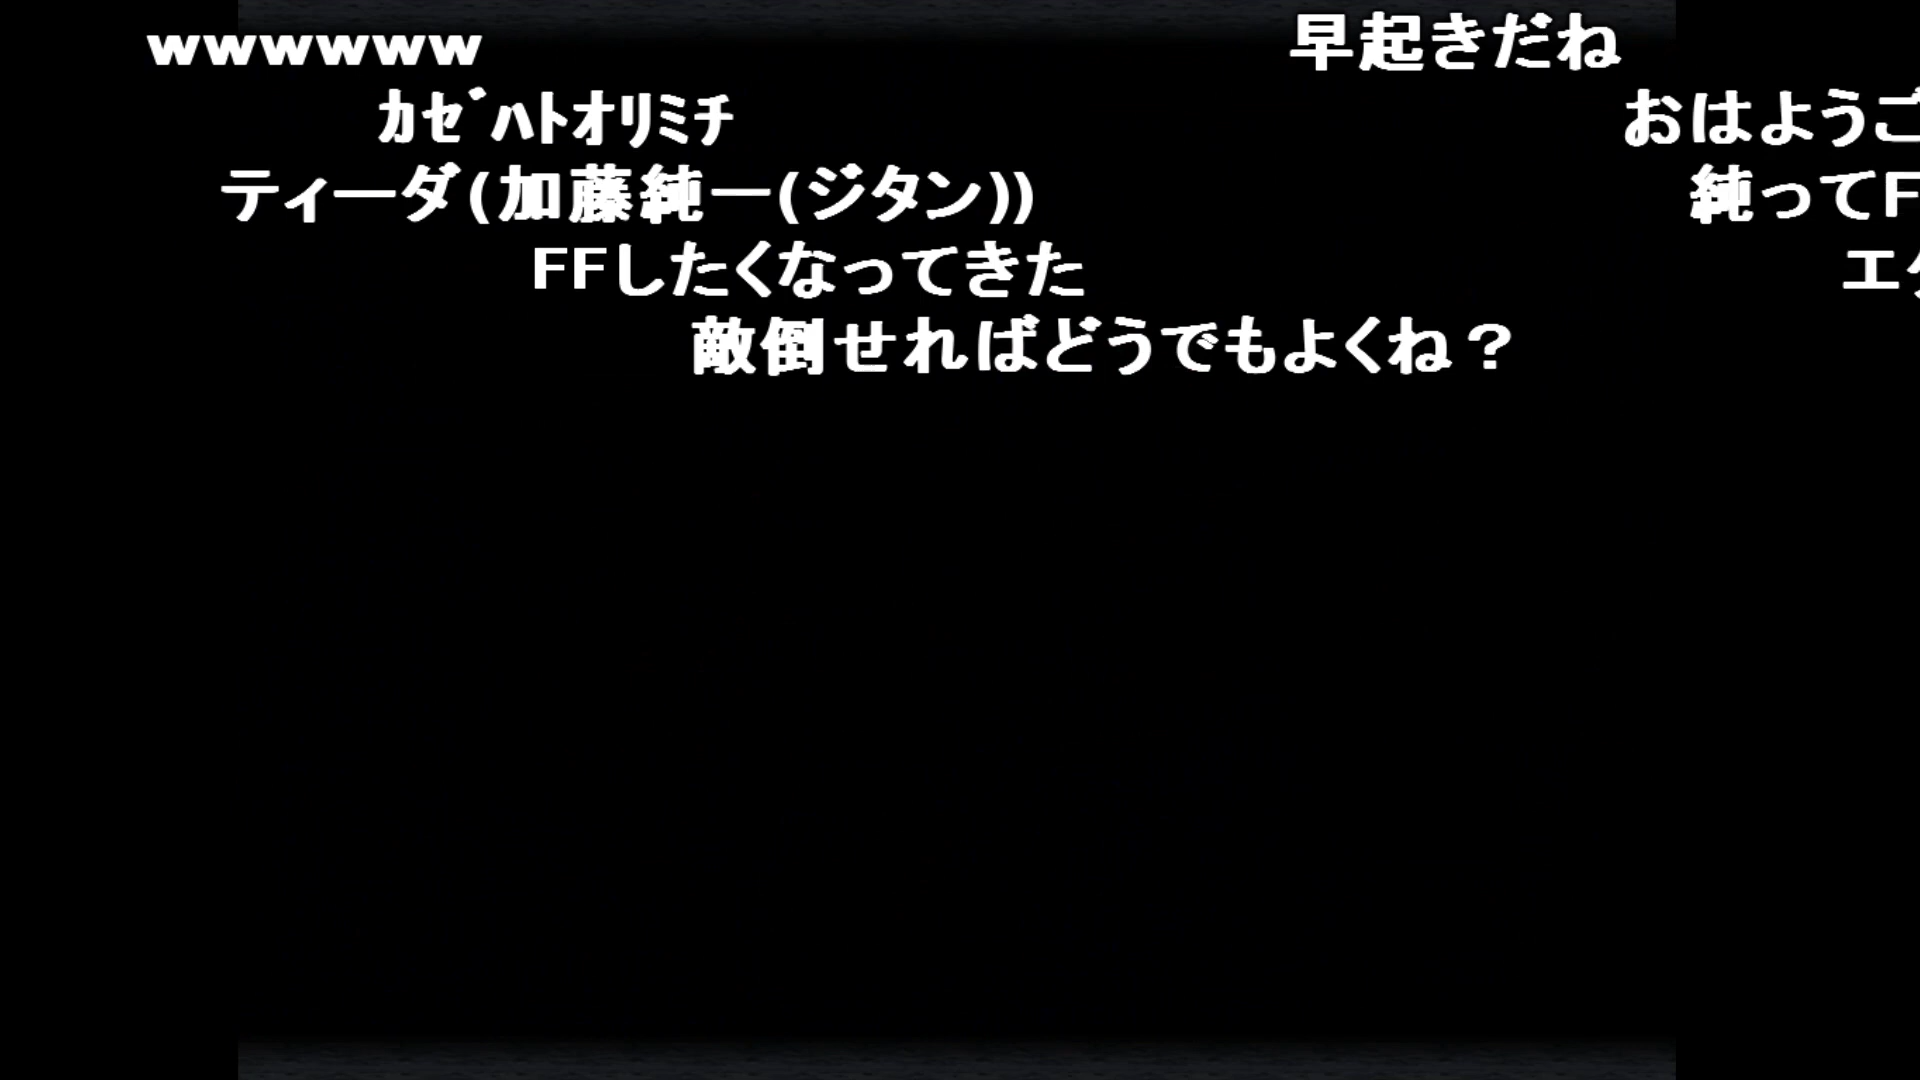 wwwwwww 早起きだね
ｶｾﾞﾊﾄｵﾘﾐﾁ おはようご
ティーダ(加藤純一(ジタン)) 純ってF
FFしたくなってきた エ
敵倒せればどうでもよくね？